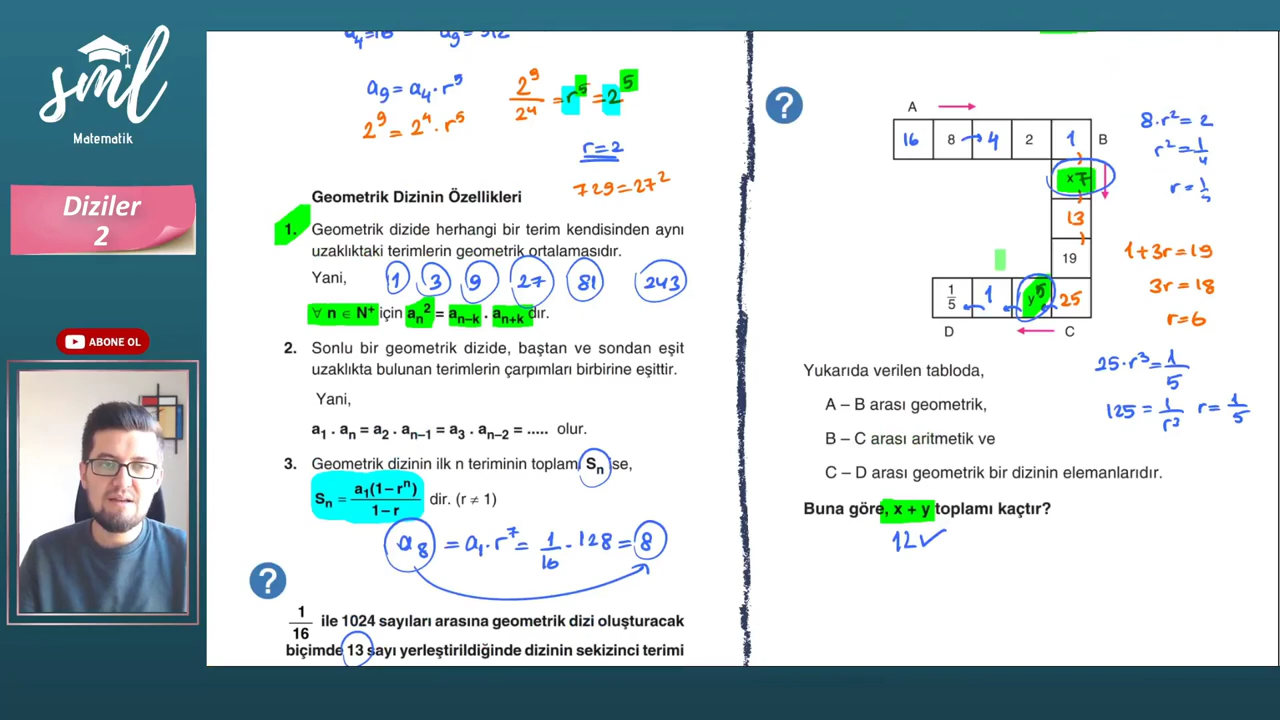 sml
Matematik
Diziler
2
ABONE OL
a₄=16 a₉=512
a₉ = a₄ . r⁵
2⁹ = 2⁴ . r⁵
2⁹/2⁴ = r⁵ = 2⁵
r=2
729=27²
Geometrik Dizinin Özellikleri
1. Geometrik dizide herhangi bir terim kendisinden aynı
uzaklıktaki terimlerin geometrik ortalamasıdır.
Yani, 1 3 9 27 81 243
∀ n ∈ N⁺ için aₙ² = aₙ₋ₖ . aₙ₊ₖ dır.
2. Sonlu bir geometrik dizide, baştan ve sondan eşit
uzaklıkta bulunan terimlerin çarpımları birbirine eşittir.
Yani,
a₁ . aₙ = a₂ . aₙ₋₁ = a₃ . aₙ₋₂ = ..... olur.
3. Geometrik dizinin ilk n teriminin toplamı Sₙ ise,
Sₙ = a₁(1–rⁿ)/1–r dir. (r ≠ 1)
a₈ = a₁ . r⁷ = 1/16 . 128 = 8
?
1/16 ile 1024 sayıları arasına geometrik dizi oluşturacak
biçimde 13 sayı yerleştirildiğinde dizinin sekizinci terimi
?
A
16 8 4 2 1 B
x 7
13
19
1/5 1 y 5 25
D C
8.r² = 2
r² = 1/4
1+3r=19
3r = 18
r=6
25.r³ = 1/5
125 = 1/r³ r = 1/5
Yukarıda verilen tabloda,
A – B arası geometrik,
B – C arası aritmetik ve
C – D arası geometrik bir dizinin elemanlarıdır.
Buna göre, x + y toplamı kaçtır?
12